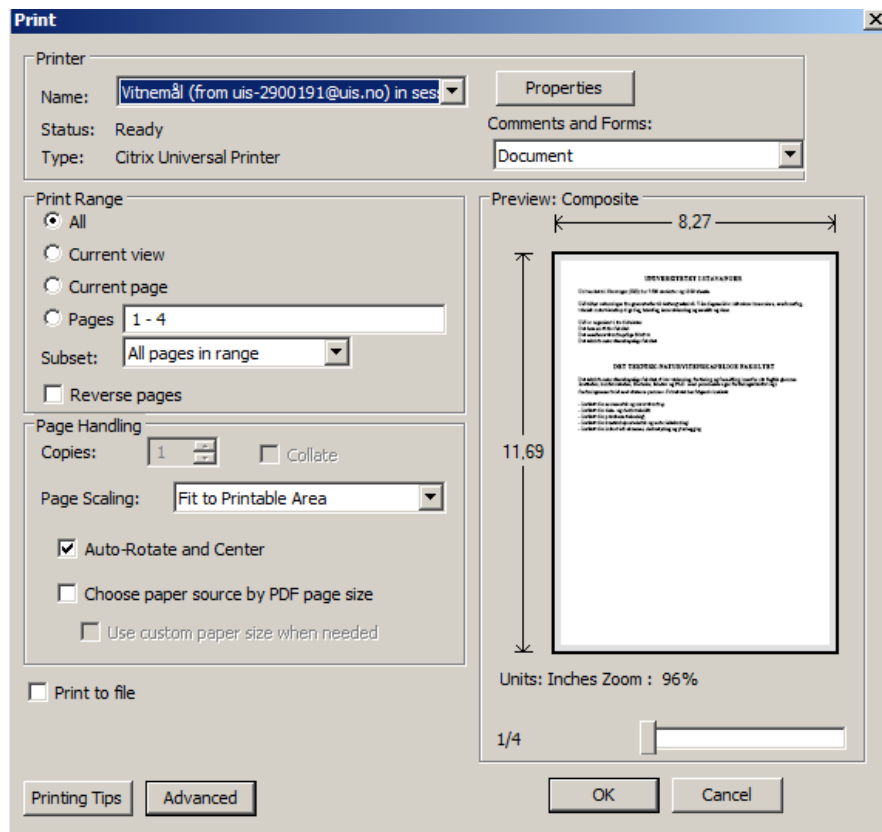 Print
Printer
Name: Vitnemål (from uis-2900191@uis.no) in ses
Properties
Status: Ready
Comments and Forms:
Type: Citrix Universal Printer
Document
Print Range
All
Current view
Current page
Pages 1 - 4
Subset: All pages in range
Reverse pages
Page Handling
Copies: 1 Collate
Page Scaling: Fit to Printable Area
Auto-Rotate and Center
Choose paper source by PDF page size
Use custom paper size when needed
Print to file
Printing Tips
Advanced
Preview: Composite
8,27
11,69
UNIVERSITETET I STAVANGER
DET TEKNISK-NATURVITENSKAPELIGE FAKULTET
Units: Inches Zoom : 96%
1/4
OK
Cancel